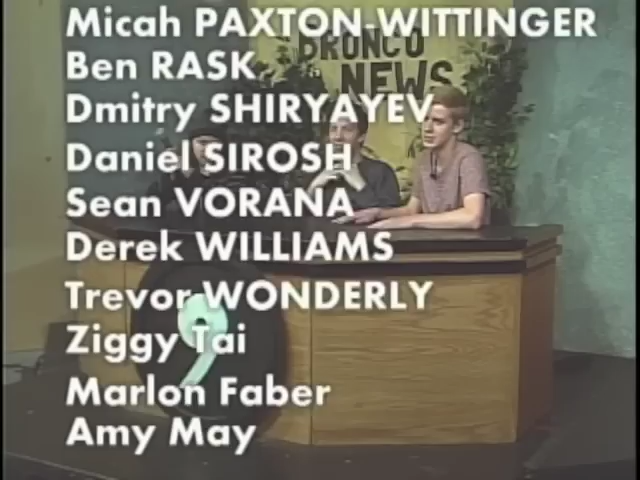 Micah PAXTON-WITTINGER
BRONCO
Ben RASK
NEWS
Dmitry SHIRYAYEV
Daniel SIROSH
Sean VORANA
Derek WILLIAMS
Trevor WONDERLY
9
Ziggy Tai
Marlon Faber
Amy May